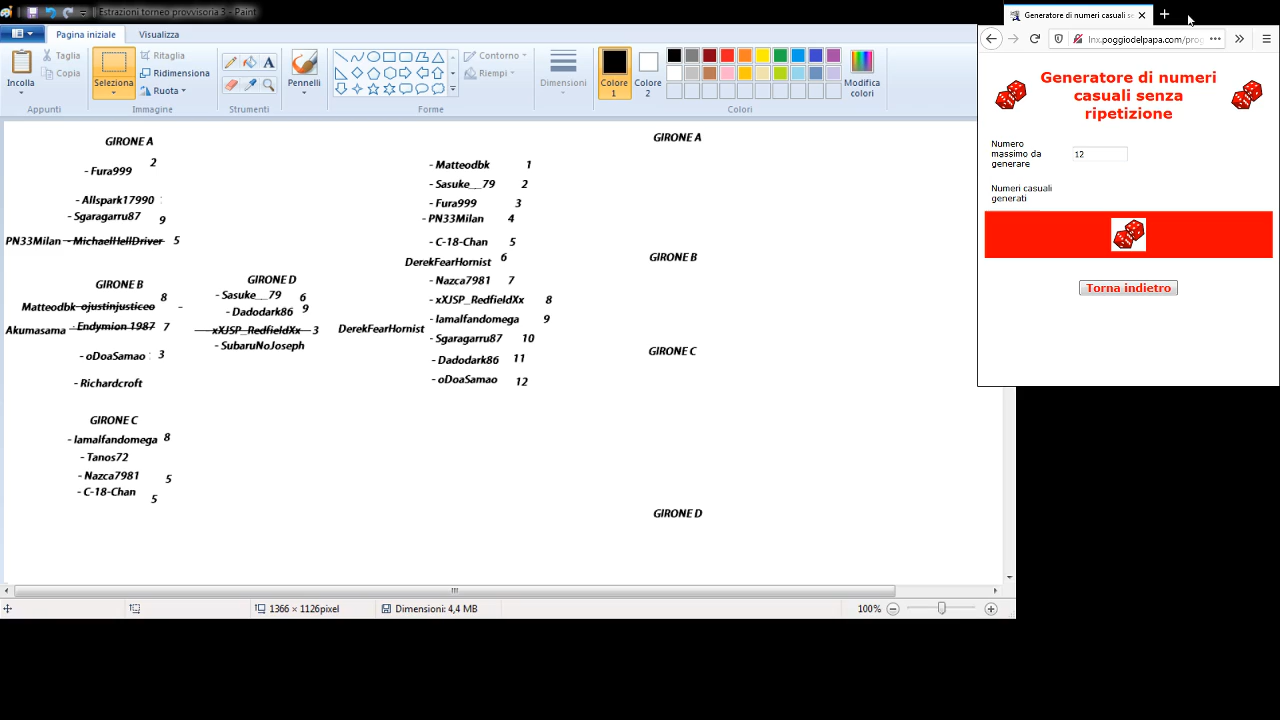 Estrazioni torneo provvisoria 3 - Paint
Pagina iniziale
Visualizza
Incolla
Taglia
Copia
Appunti
Seleziona
Ritaglia
Ridimensiona
Ruota
Immagine
Strumenti
Pennelli
Contorno
Riempi
Forme
Dimensioni
Colore 1
Colore 2
Modifica colori
Colori
GIRONE A
- Fura999 2
- Allspark17990
- Sgaragarru87 9
PN33Milan - MichaelHellDriver 5
GIRONE B
Matteodbk ojustinjusticeo 8 -
Akumasama - Endymion 1987 7
- oDoaSamao 3
- Richardcroft
GIRONE C
- Iamalfandomega 8
- Tanos72
- Nazca7981 5
- C-18-Chan 5
GIRONE D
- Sasuke__79 6
- Dadodark86 9
- xXJSP_RedfieldXx 3 DerekFearHornist
- SubaruNoJoseph
- Matteodbk 1
- Sasuke__79 2
- Fura999 3
- PN33Milan 4
- C-18-Chan 5
DerekFearHornist 6
- Nazca7981 7
- xXJSP_RedfieldXx 8
- Iamalfandomega 9
- Sgaragarru87 10
- Dadodark86 11
- oDoaSamao 12
GIRONE A
GIRONE B
GIRONE C
GIRONE D
1366 × 1126pixel
Dimensioni: 4,4 MB
100%
Generatore di numeri casuali se
lnx.poggiodelpapa.com/prog
Generatore di numeri
casuali senza
ripetizione
Numero
massimo da
generare
12
Numeri casuali
generati
Torna indietro